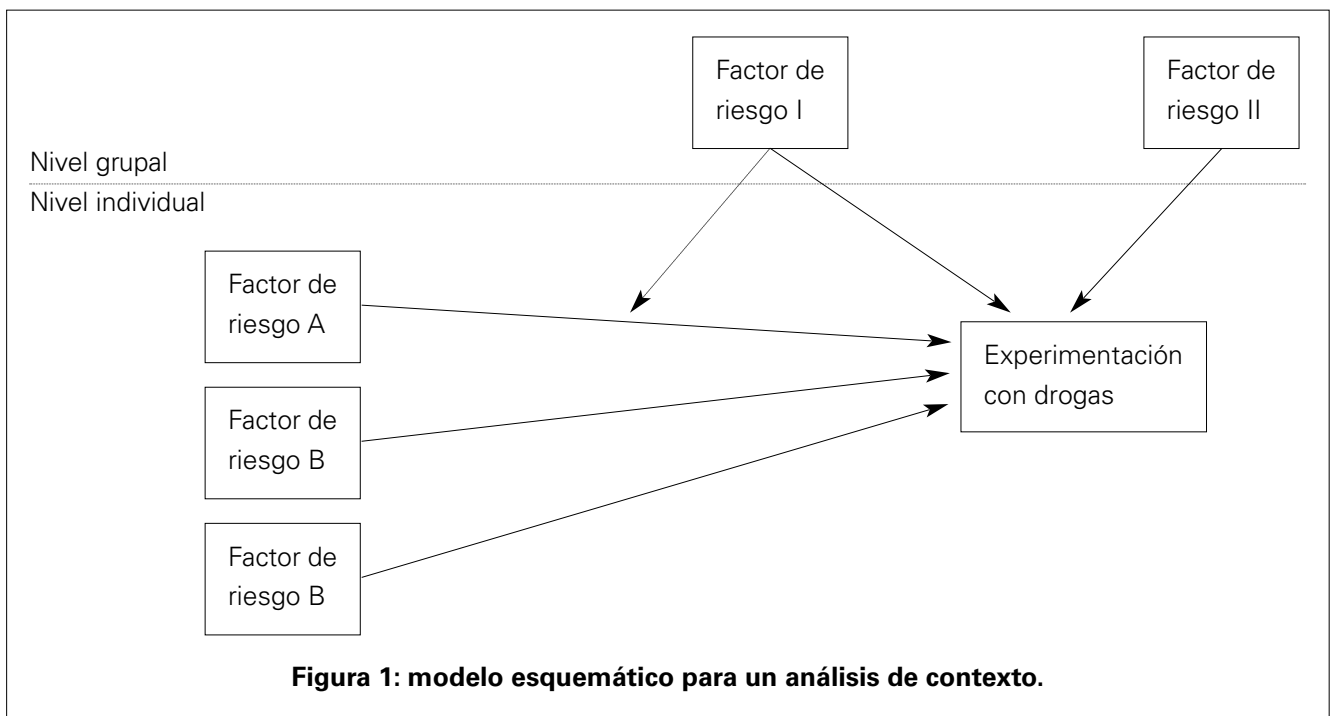 Factor de
riesgo I
Factor de
riesgo II
Nivel grupal
Nivel individual
Factor de
riesgo A
Factor de
riesgo B
Factor de
riesgo B
Experimentación
con drogas
Figura 1: modelo esquemático para un análisis de contexto.